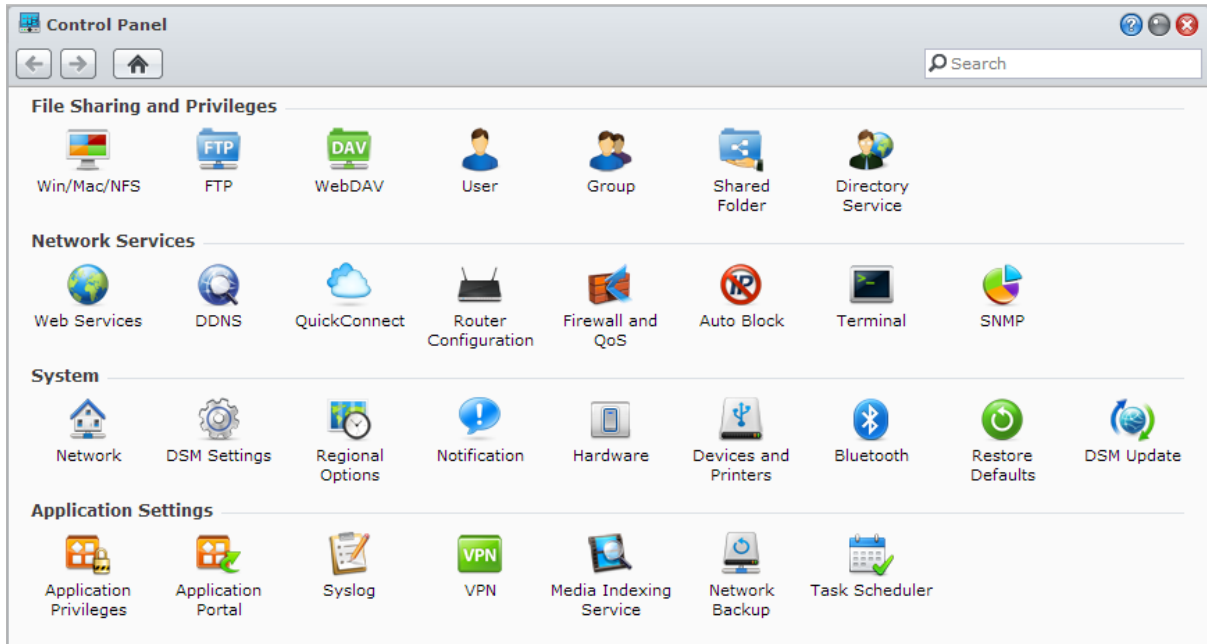 Control Panel
Search
File Sharing and Privileges
FTP
DAV
Win/Mac/NFS
FTP
WebDAV
User
Group
Shared
Folder
Directory
Service
Network Services
IP
Web Services
DDNS
QuickConnect
Router
Configuration
Firewall and
QoS
Auto Block
Terminal
SNMP
System
Network
DSM Settings
Regional
Options
Notification
Hardware
Devices and
Printers
Bluetooth
Restore
Defaults
DSM Update
Application Settings
VPN
Application
Privileges
Application
Portal
Syslog
VPN
Media Indexing
Service
Network
Backup
Task Scheduler